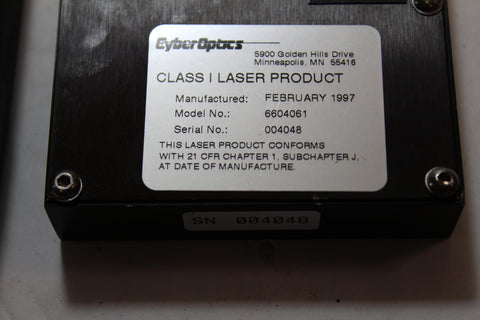 CyberOptics
5900 Golden Hills Drive
Minneapolis, MN 55416
CLASS I LASER PRODUCT
Manufactured: FEBRUARY 1997
Model No.: 6604061
Serial No.: 004048
THIS LASER PRODUCT CONFORMS
WITH 21 CFR CHAPTER 1, SUBCHAPTER J,
AT DATE OF MANUFACTURE.
SN 004048